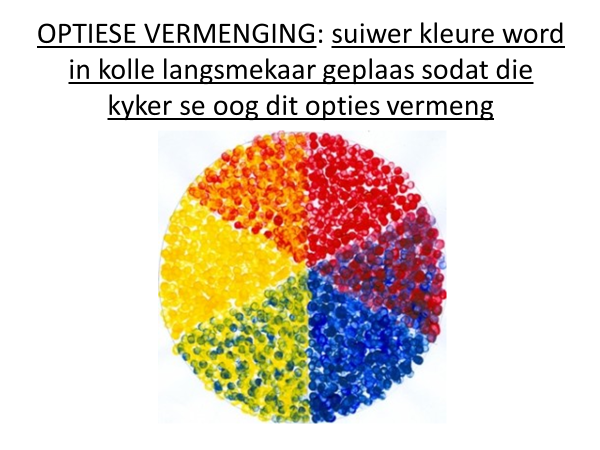 OPTIESE VERMENGING: suiwer kleure word
in kolle langsmekaar geplaas sodat die
kyker se oog dit opties vermeng